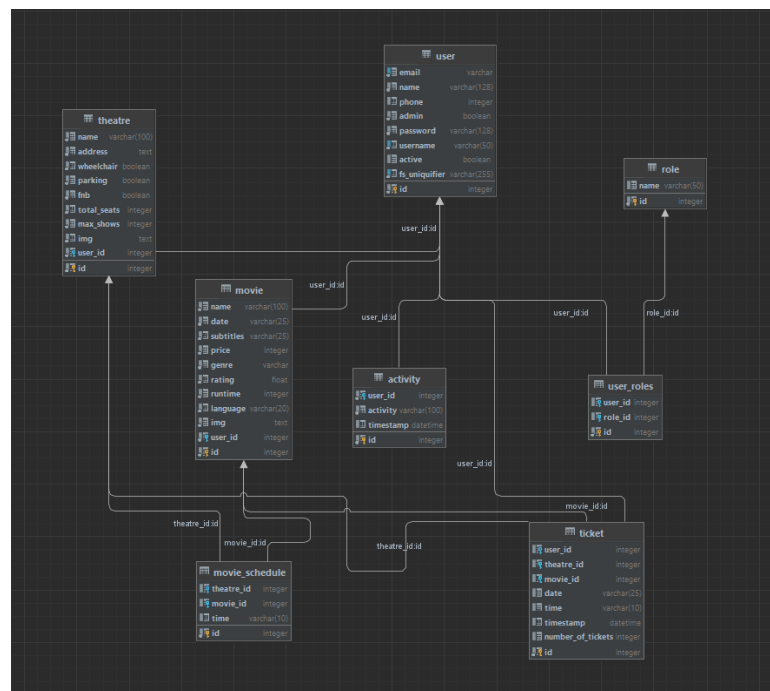 user
email varchar
name varchar(128)
phone integer
admin boolean
password varchar(128)
username varchar(50)
active boolean
fs_uniquifier varchar(255)
id integer
theatre
name varchar(100)
address text
wheelchair boolean
parking boolean
fnb boolean
total_seats integer
max_shows integer
img text
user_id integer
id integer
role
name varchar(50)
id integer
user_id:id
movie
name varchar(100)
date varchar(25)
subtitles varchar(25)
price integer
genre varchar
rating float
runtime integer
language varchar(20)
img text
user_id integer
id integer
user_id:id
user_id:id
user_id:id
role_id:id
activity
user_id integer
activity varchar(100)
timestamp datetime
id integer
user_roles
user_id integer
role_id integer
id integer
user_id:id
movie_id:id
theatre_id:id
movie_id:id
theatre_id:id
movie_schedule
theatre_id integer
movie_id integer
time varchar(10)
id integer
ticket
user_id integer
theatre_id integer
movie_id integer
date varchar(25)
time varchar(10)
timestamp datetime
number_of_tickets integer
id integer